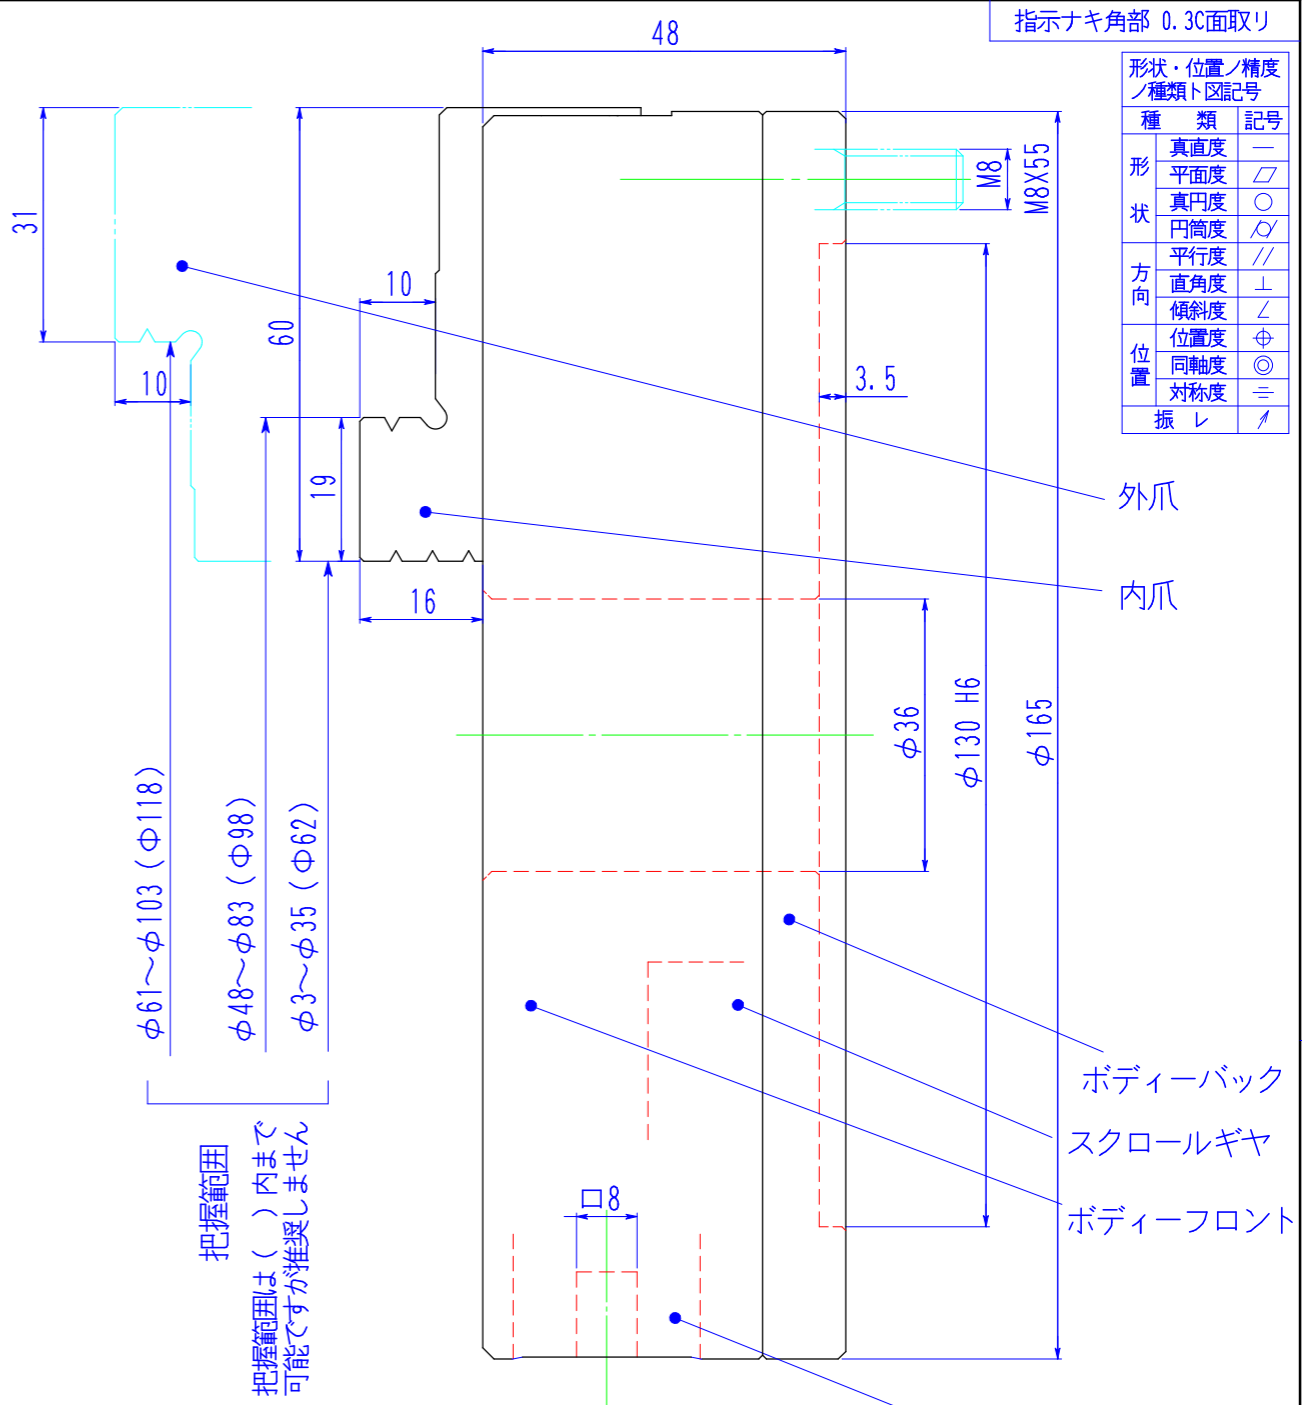 指示ナキ角部 0.3C面取リ
形状・位置ノ精度
ノ種類ト図記号
種 類 記号
形状 真直度 —
平面度 ▱
真円度 ○
円筒度 ⌭
方向 平行度 //
直角度 ⊥
傾斜度 ∠
位置 位置度 ⌖
同軸度 ◎
対称度 ⌯
振レ ↗
48
M8
M8X55
31
10
60
10
3.5
19
16
外爪
内爪
φ36
φ130 H6
φ165
φ61～φ103(Φ118)
φ48～φ83(Φ98)
φ3～φ35(Φ62)
把握範囲
把握範囲は( )内まで
可能ですが推奨しません
ボディーバック
スクロールギヤ
ボディーフロント
口8